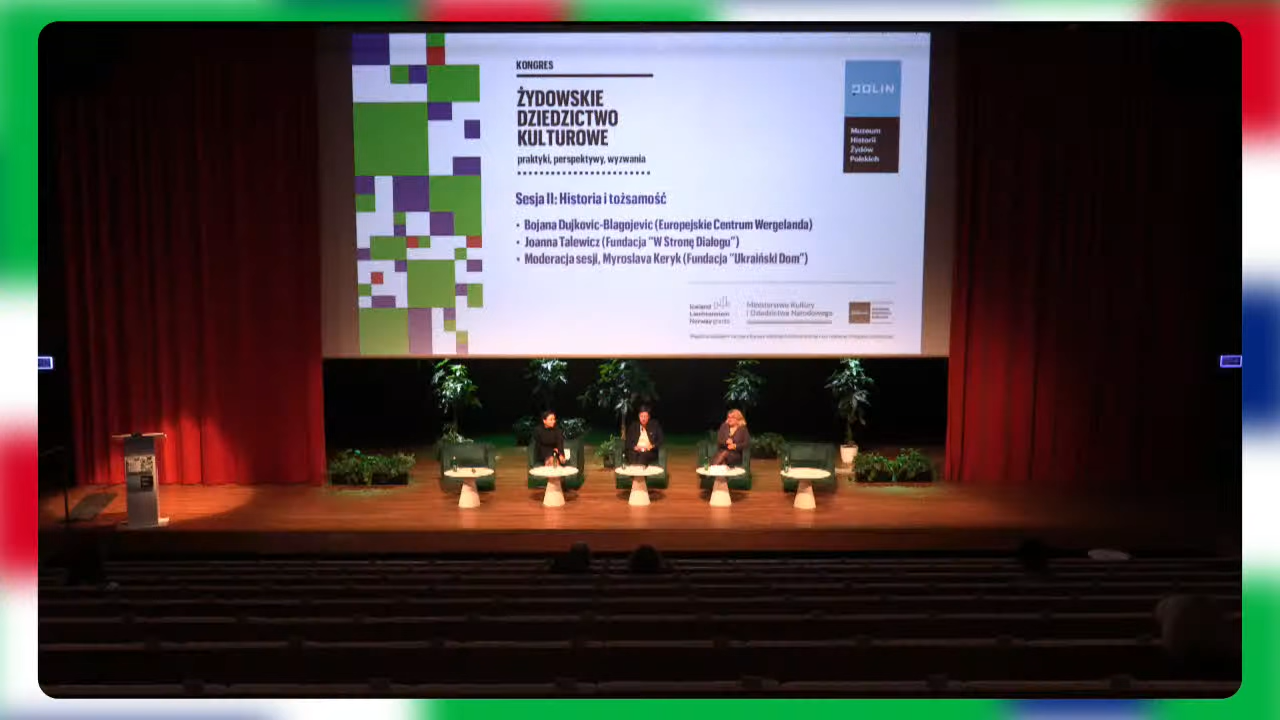 KONGRES
ŻYDOWSKIE
DZIEDZICTWO
KULTUROWE
praktyki, perspektywy, wyzwania
POLIN
Muzeum
Historii
Żydów
Polskich
Sesja II: Historia i tożsamość
• Bojana Dujkovic-Blagojevic (Europejskie Centrum Wergelanda)
• Joanna Talewicz (Fundacja "W Stronę Dialogu")
• Moderacja sesji, Myroslava Keryk (Fundacja "Ukraiński Dom")
Iceland
Liechtenstein
Norway grants
Ministerstwo Kultury
i Dziedzictwa Narodowego